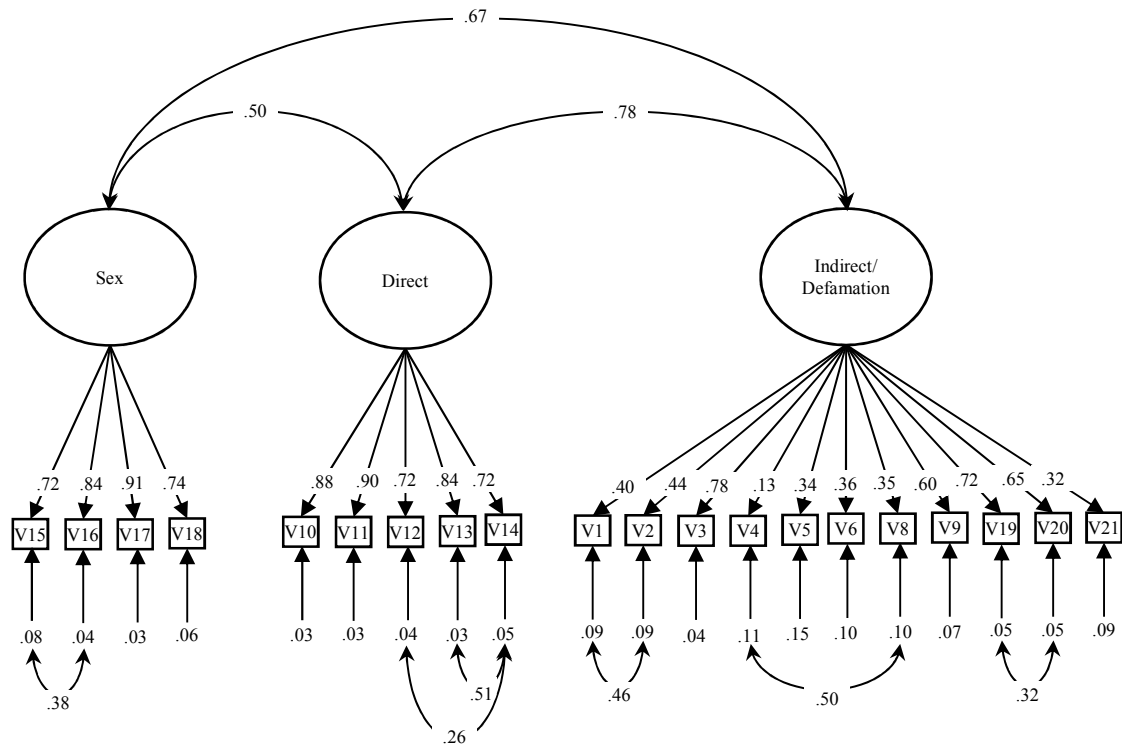 .67
.50
.78
Sex
Direct
Indirect/
Defamation
.72 .84 .91 .74
.88 .90 .72 .84 .72
.40 .44 .78 .13 .34 .36 .35 .60 .72 .65 .32
V15 V16 V17 V18
V10 V11 V12 V13 V14
V1 V2 V3 V4 V5 V6 V8 V9 V19 V20 V21
.08 .04 .03 .06
.03 .03 .04 .03 .05
.09 .09 .04 .11 .15 .10 .10 .07 .05 .05 .09
.38
.51
.26
.46
.50
.32